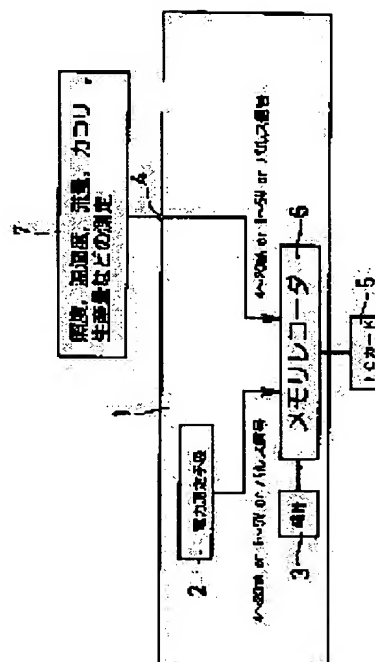 7
照度, 温湿度, 流量, カロリ,
生産量などの測定
1
4
2
電力測定手段
4〜20mA or 1〜5V or パルス信号
4〜20mA or 1〜5V or パルス信号
3
時計
メモリレコータ
6
ICカード
5